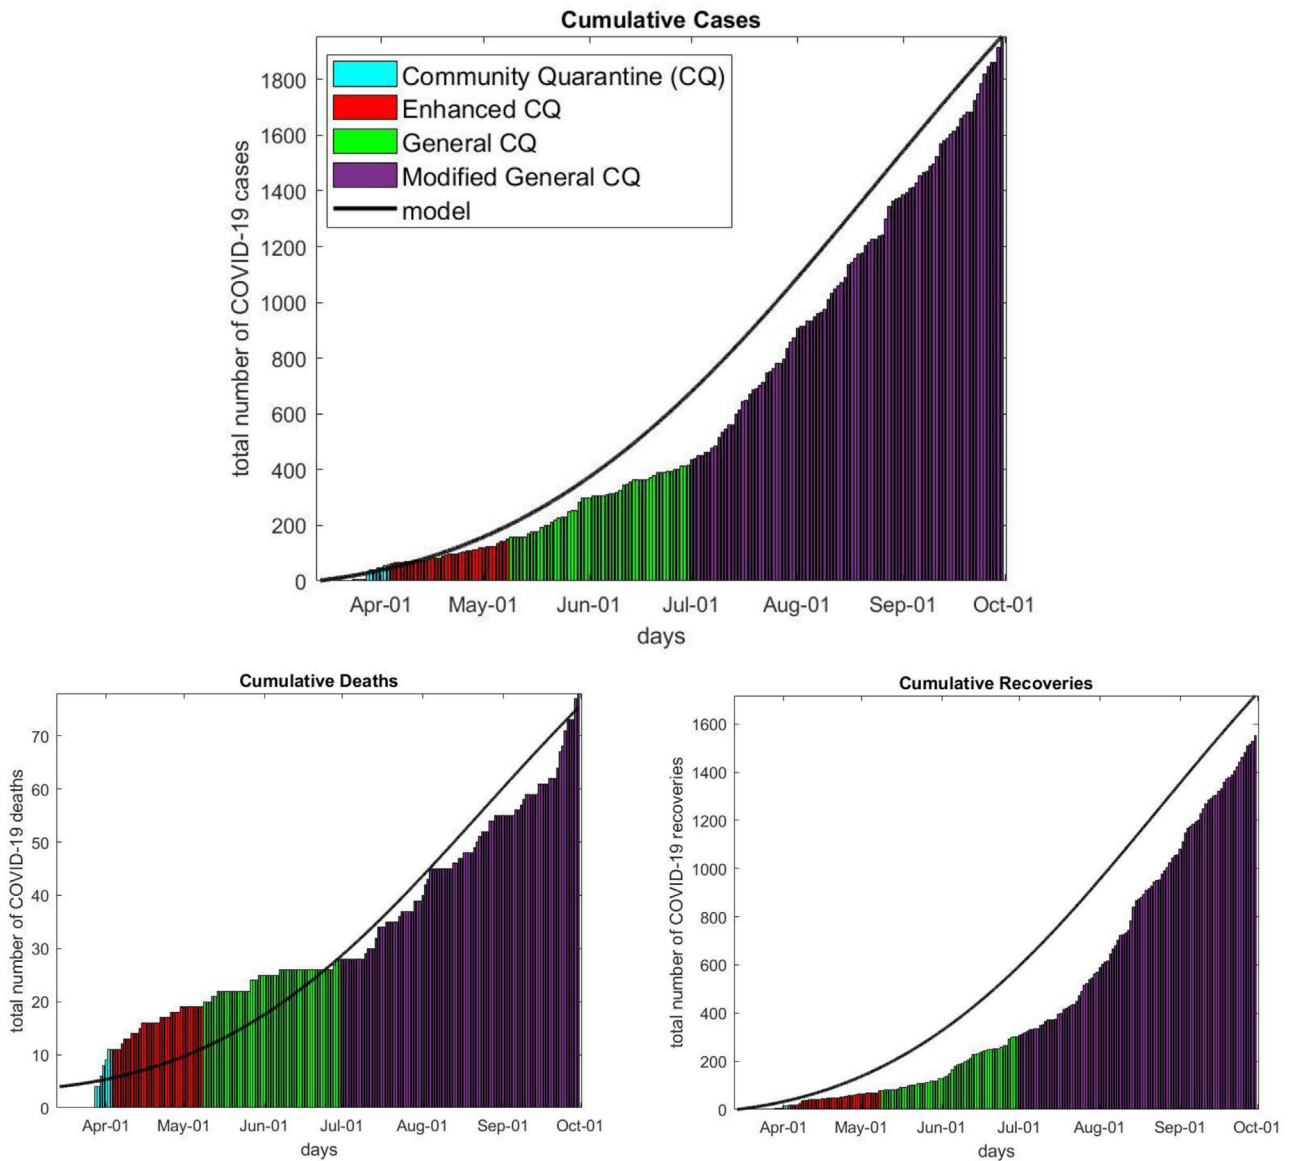 Cumulative Cases
total number of COVID-19 cases
1800
1600
1400
1200
1000
800
600
400
200
0
Community Quarantine (CQ)
Enhanced CQ
General CQ
Modified General CQ
model
Apr-01 May-01 Jun-01 Jul-01 Aug-01 Sep-01 Oct-01
days
Cumulative Deaths
total number of COVID-19 deaths
70
60
50
40
30
20
10
0
Apr-01 May-01 Jun-01 Jul-01 Aug-01 Sep-01 Oct-01
days
Cumulative Recoveries
total number of COVID-19 recoveries
1600
1400
1200
1000
800
600
400
200
0
Apr-01 May-01 Jun-01 Jul-01 Aug-01 Sep-01 Oct-01
days